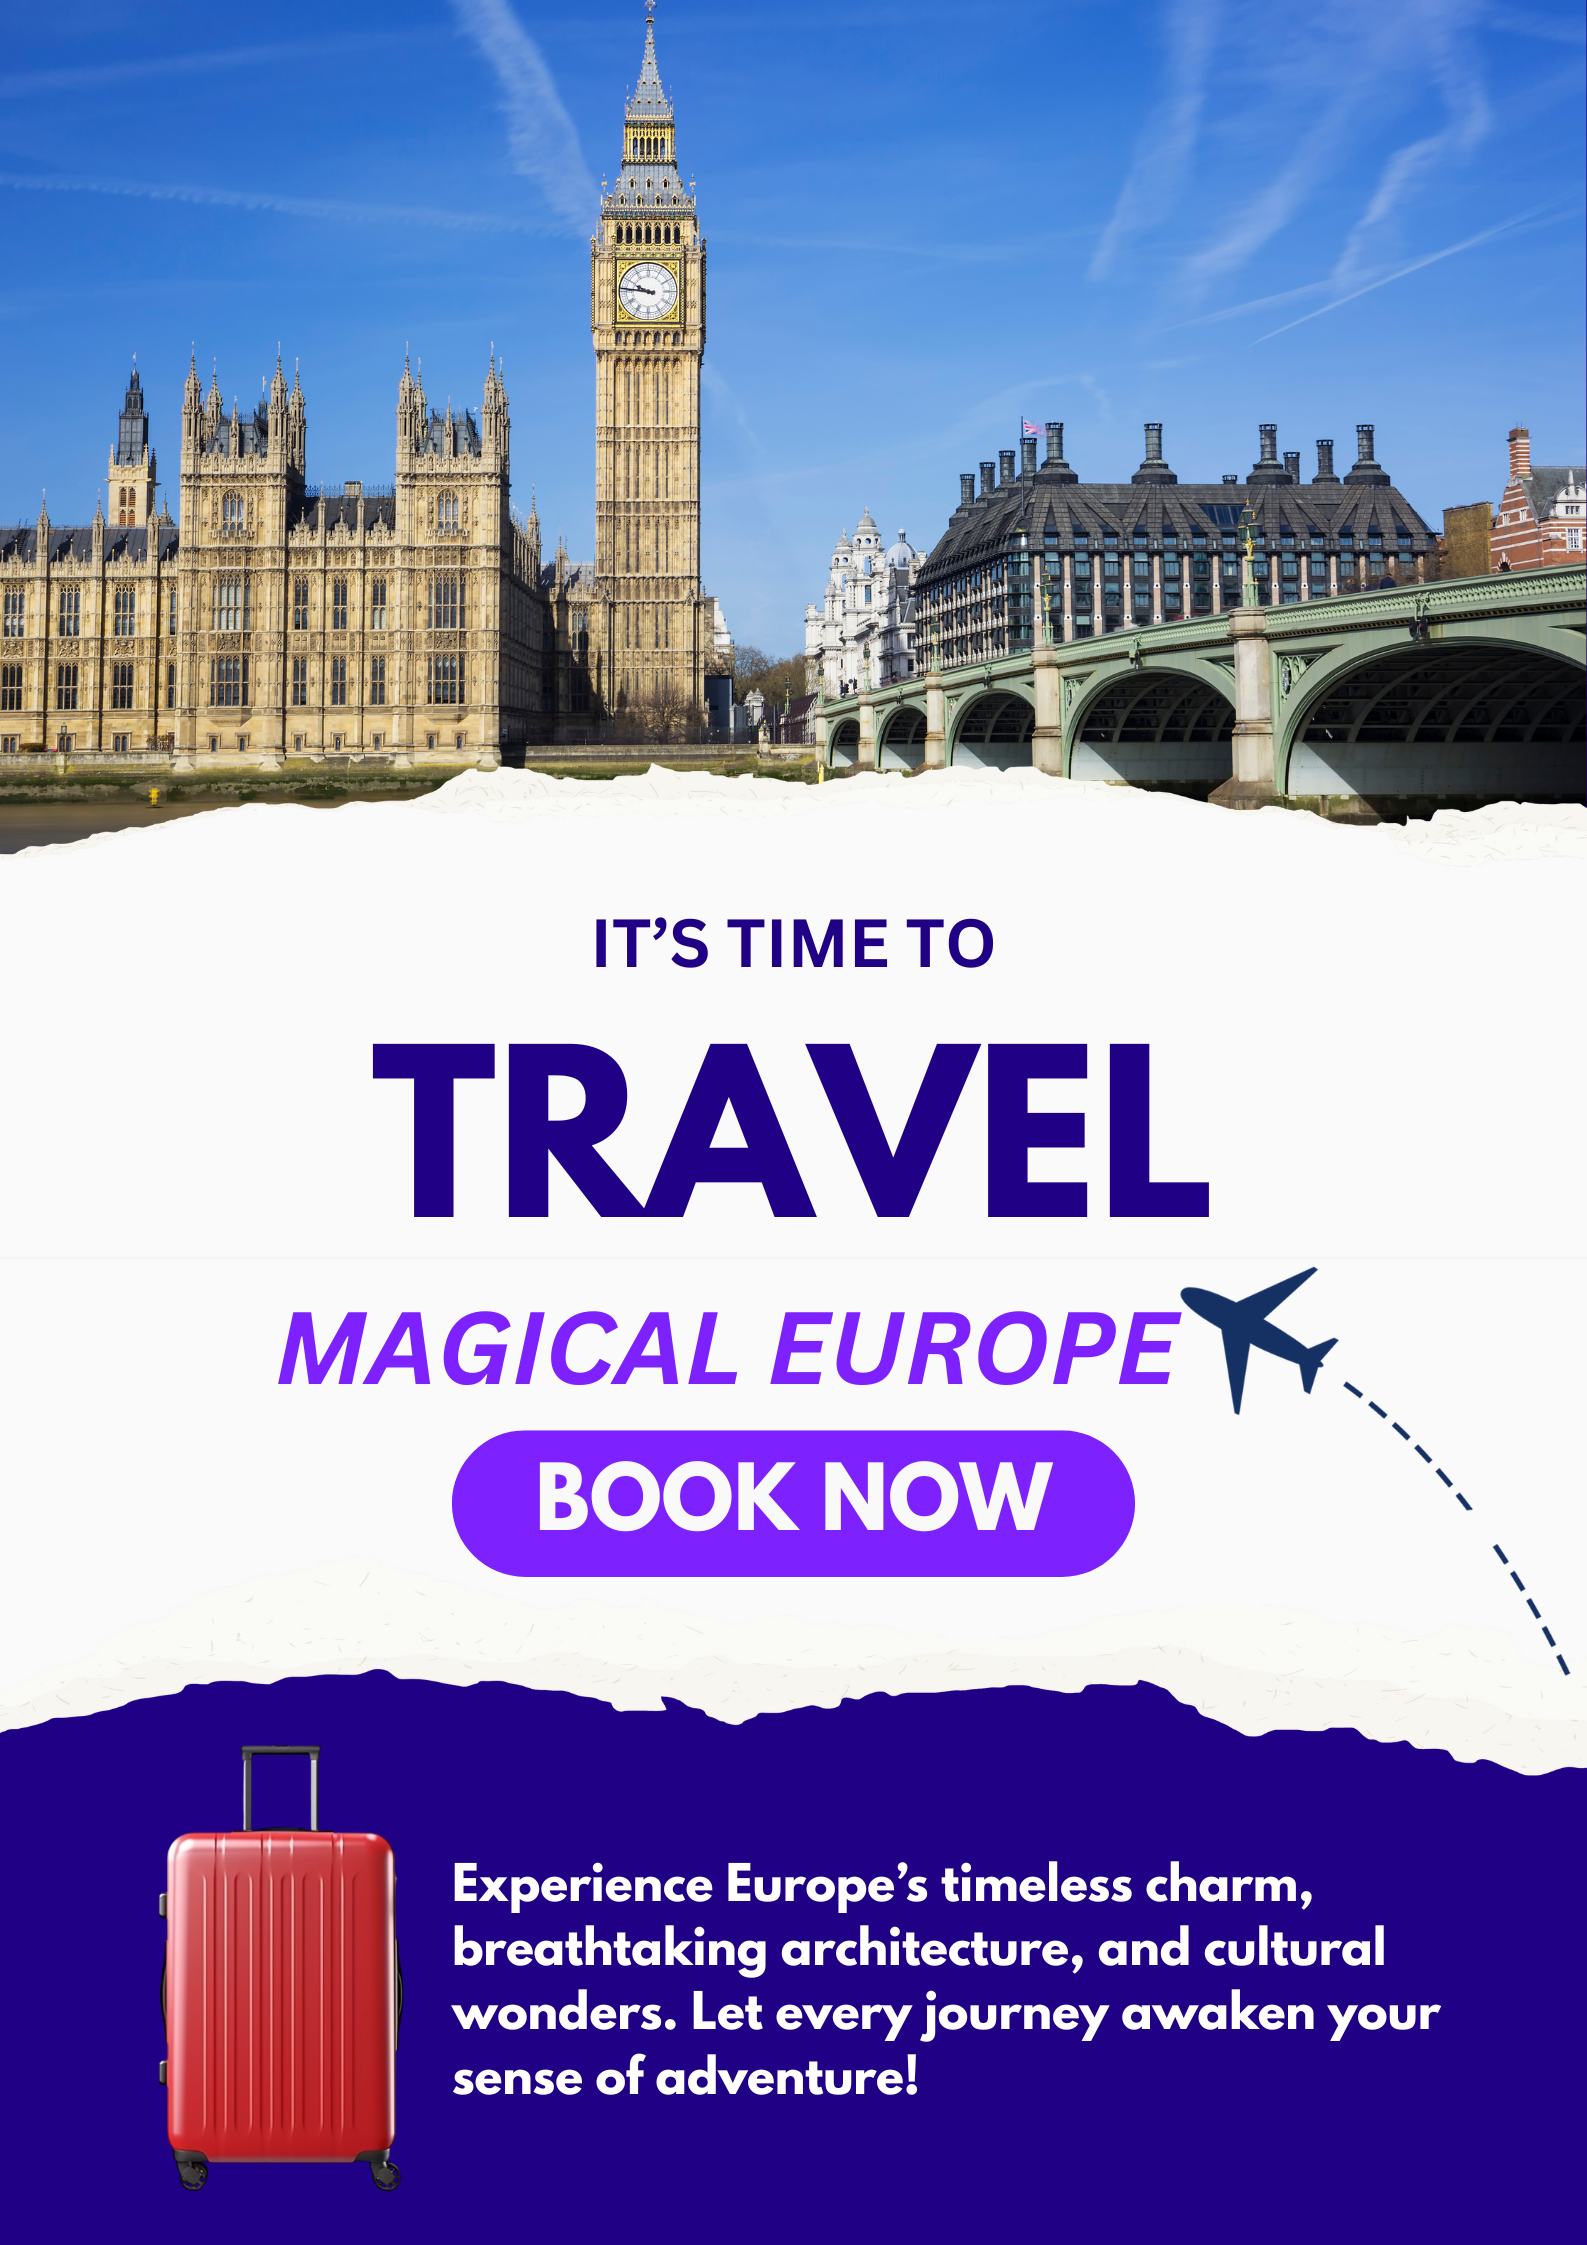 IT’S TIME TO
TRAVEL
MAGICAL EUROPE
BOOK NOW
Experience Europe’s timeless charm,
breathtaking architecture, and cultural
wonders. Let every journey awaken your
sense of adventure!